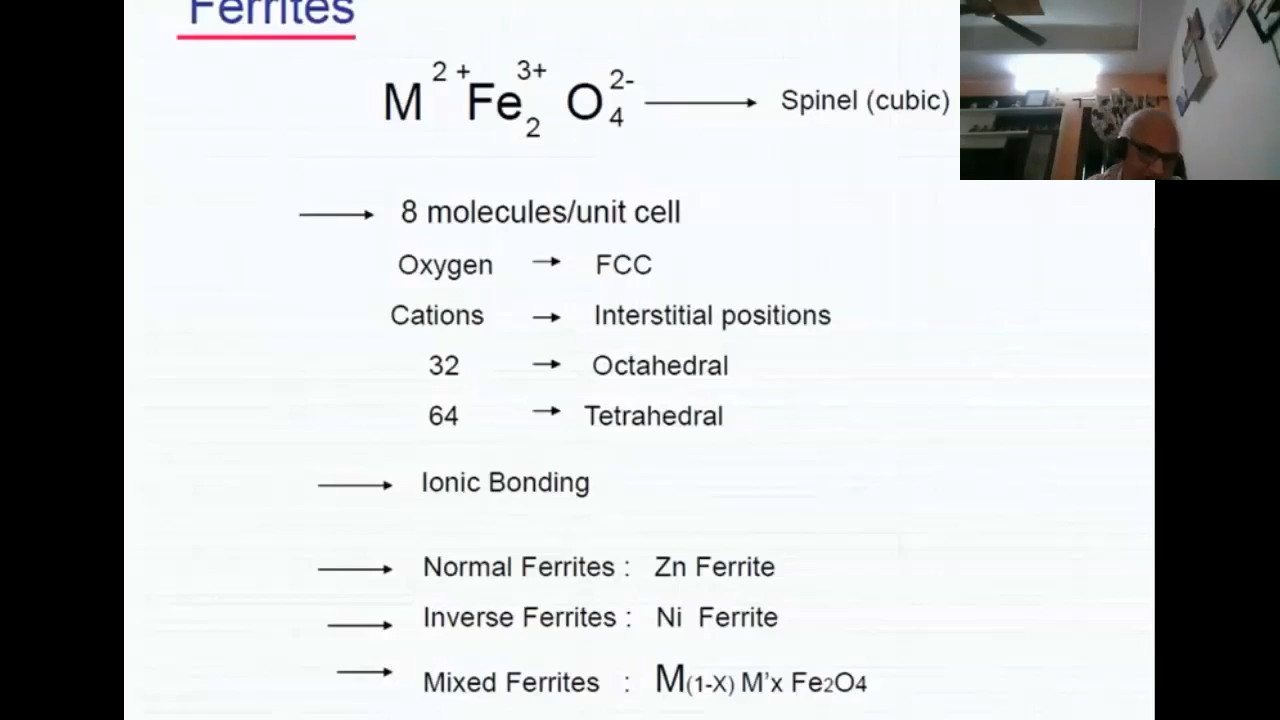 Ferrites
M²⁺Fe₂³⁺ O₄²⁻ → Spinel (cubic)
→ 8 molecules/unit cell
Oxygen → FCC
Cations → Interstitial positions
32 → Octahedral
64 → Tetrahedral
→ Ionic Bonding
→ Normal Ferrites : Zn Ferrite
→ Inverse Ferrites : Ni Ferrite
→ Mixed Ferrites : M(1-X) M'x Fe2O4